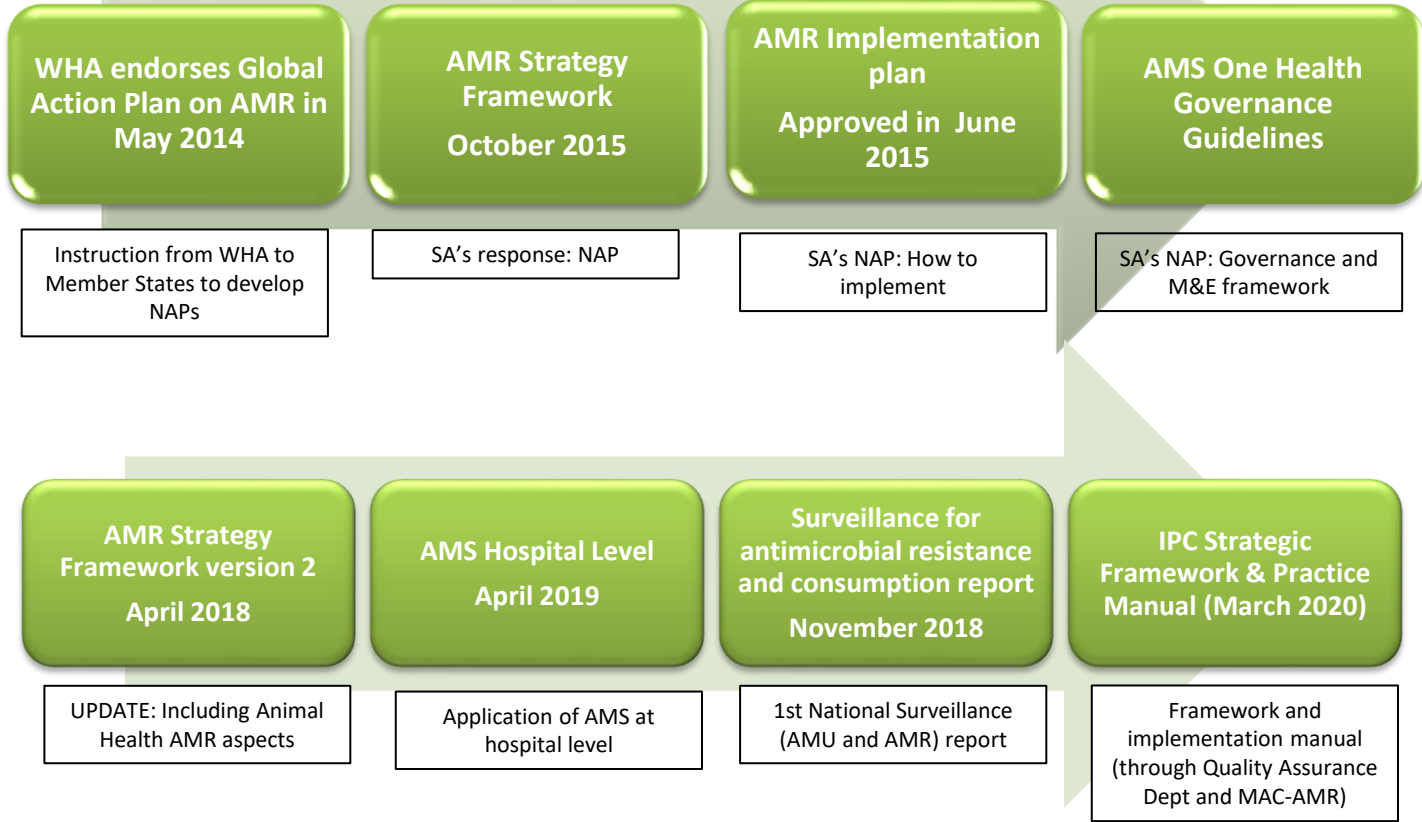 WHA endorses Global
Action Plan on AMR in
May 2014
Instruction from WHA to
Member States to develop
NAPs
AMR Strategy
Framework
October 2015
SA's response: NAP
AMR Implementation
plan
Approved in June
2015
SA's NAP: How to
implement
AMS One Health
Governance
Guidelines
SA's NAP: Governance and
M&E framework
AMR Strategy
Framework version 2
April 2018
UPDATE: Including Animal
Health AMR aspects
AMS Hospital Level
April 2019
Application of AMS at
hospital level
Surveillance for
antimicrobial resistance
and consumption report
November 2018
1st National Surveillance
(AMU and AMR) report
IPC Strategic
Framework & Practice
Manual (March 2020)
Framework and
implementation manual
(through Quality Assurance
Dept and MAC-AMR)